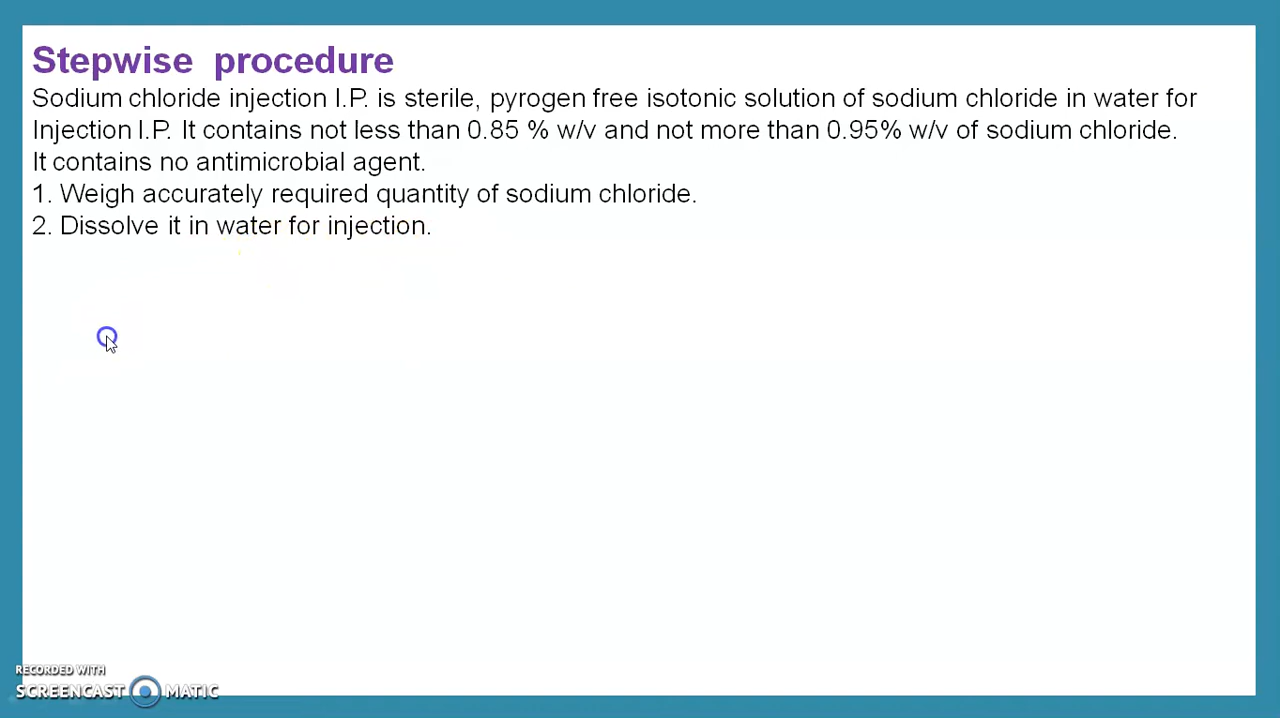 Stepwise procedure
Sodium chloride injection I.P. is sterile, pyrogen free isotonic solution of sodium chloride in water for
Injection I.P. It contains not less than 0.85 % w/v and not more than 0.95% w/v of sodium chloride.
It contains no antimicrobial agent.
1. Weigh accurately required quantity of sodium chloride.
2. Dissolve it in water for injection.
RECORDED WITH
SCREENCAST MATIC